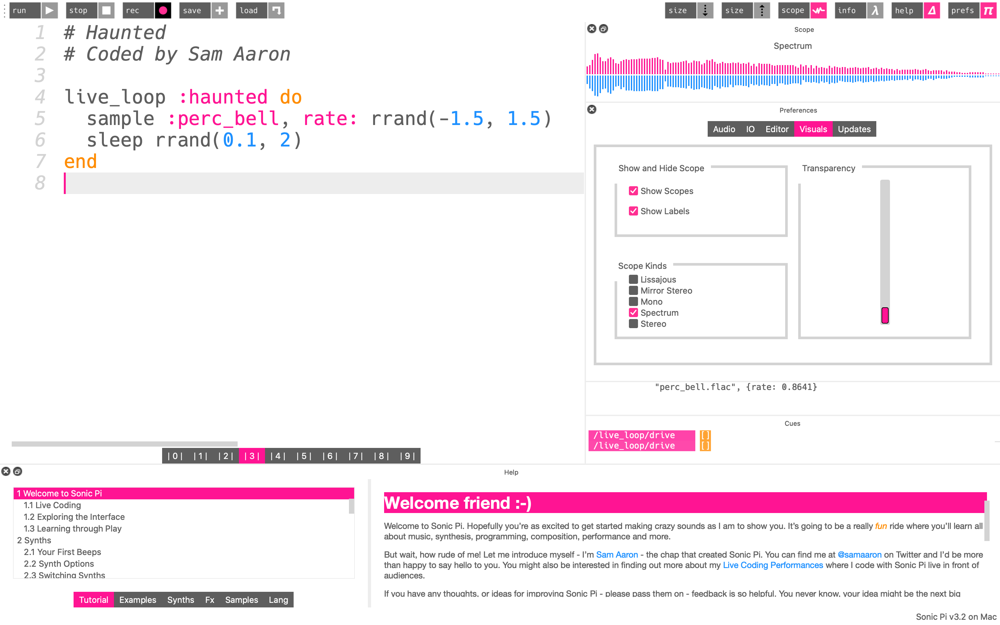 run stop rec save load size size scope info help prefs
1 # Haunted
2 # Coded by Sam Aaron
3
4 live_loop :haunted do
5 sample :perc_bell, rate: rrand(-1.5, 1.5)
6 sleep rrand(0.1, 2)
7 end
8
|0| |1| |2| |3| |4| |5| |6| |7| |8| |9|
Scope
Spectrum
Preferences
Audio IO Editor Visuals Updates
Show and Hide Scope
Show Scopes
Show Labels
Transparency
Scope Kinds
Lissajous
Mirror Stereo
Mono
Spectrum
Stereo
"perc_bell.flac", {rate: 0.8641}
Cues
/live_loop/drive []
/live_loop/drive []
Help
1 Welcome to Sonic Pi
1.1 Live Coding
1.2 Exploring the Interface
1.3 Learning through Play
2 Synths
2.1 Your First Beeps
2.2 Synth Options
2.3 Switching Synths
Tutorial Examples Synths Fx Samples Lang
Welcome friend :-)
Welcome to Sonic Pi. Hopefully you’re as excited to get started making crazy sounds as I am to show you. It’s going to be a really fun ride where you’ll learn all
about music, synthesis, programming, composition, performance and more.
But wait, how rude of me! Let me introduce myself - I’m Sam Aaron - the chap that created Sonic Pi. You can find me at @samaaron on Twitter and I’d be more
than happy to say hello to you. You might also be interested in finding out more about my Live Coding Performances where I code with Sonic Pi live in front of
audiences.
If you have any thoughts, or ideas for improving Sonic Pi - please pass them on - feedback is so helpful. You never know, your idea might be the next big
Sonic Pi v3.2 on Mac